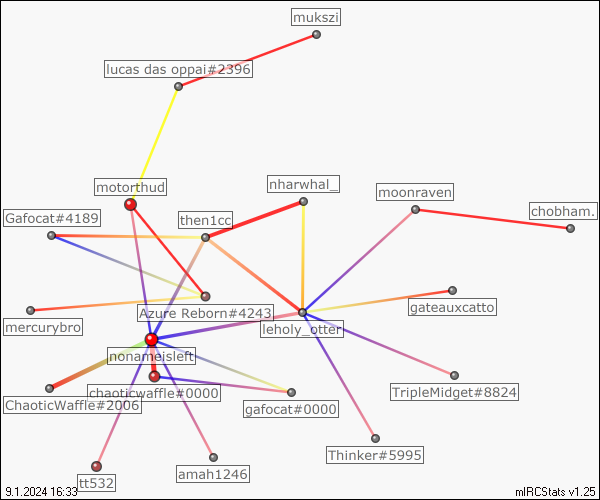 mukszi
lucas das oppai#2396
motorthud
nharwhal_
moonraven
chobham.
Gafocat#4189
then1cc
Azure Reborn#4243
mercurybro
leholy_otter
gateauxcatto
nonameisleft
chaoticwaffle#0000
ChaoticWaffle#2006
gafocat#0000
TripleMidget#8824
Thinker#5995
amah1246
tt532
9.1.2024 16:33
mIRCStats v1.25